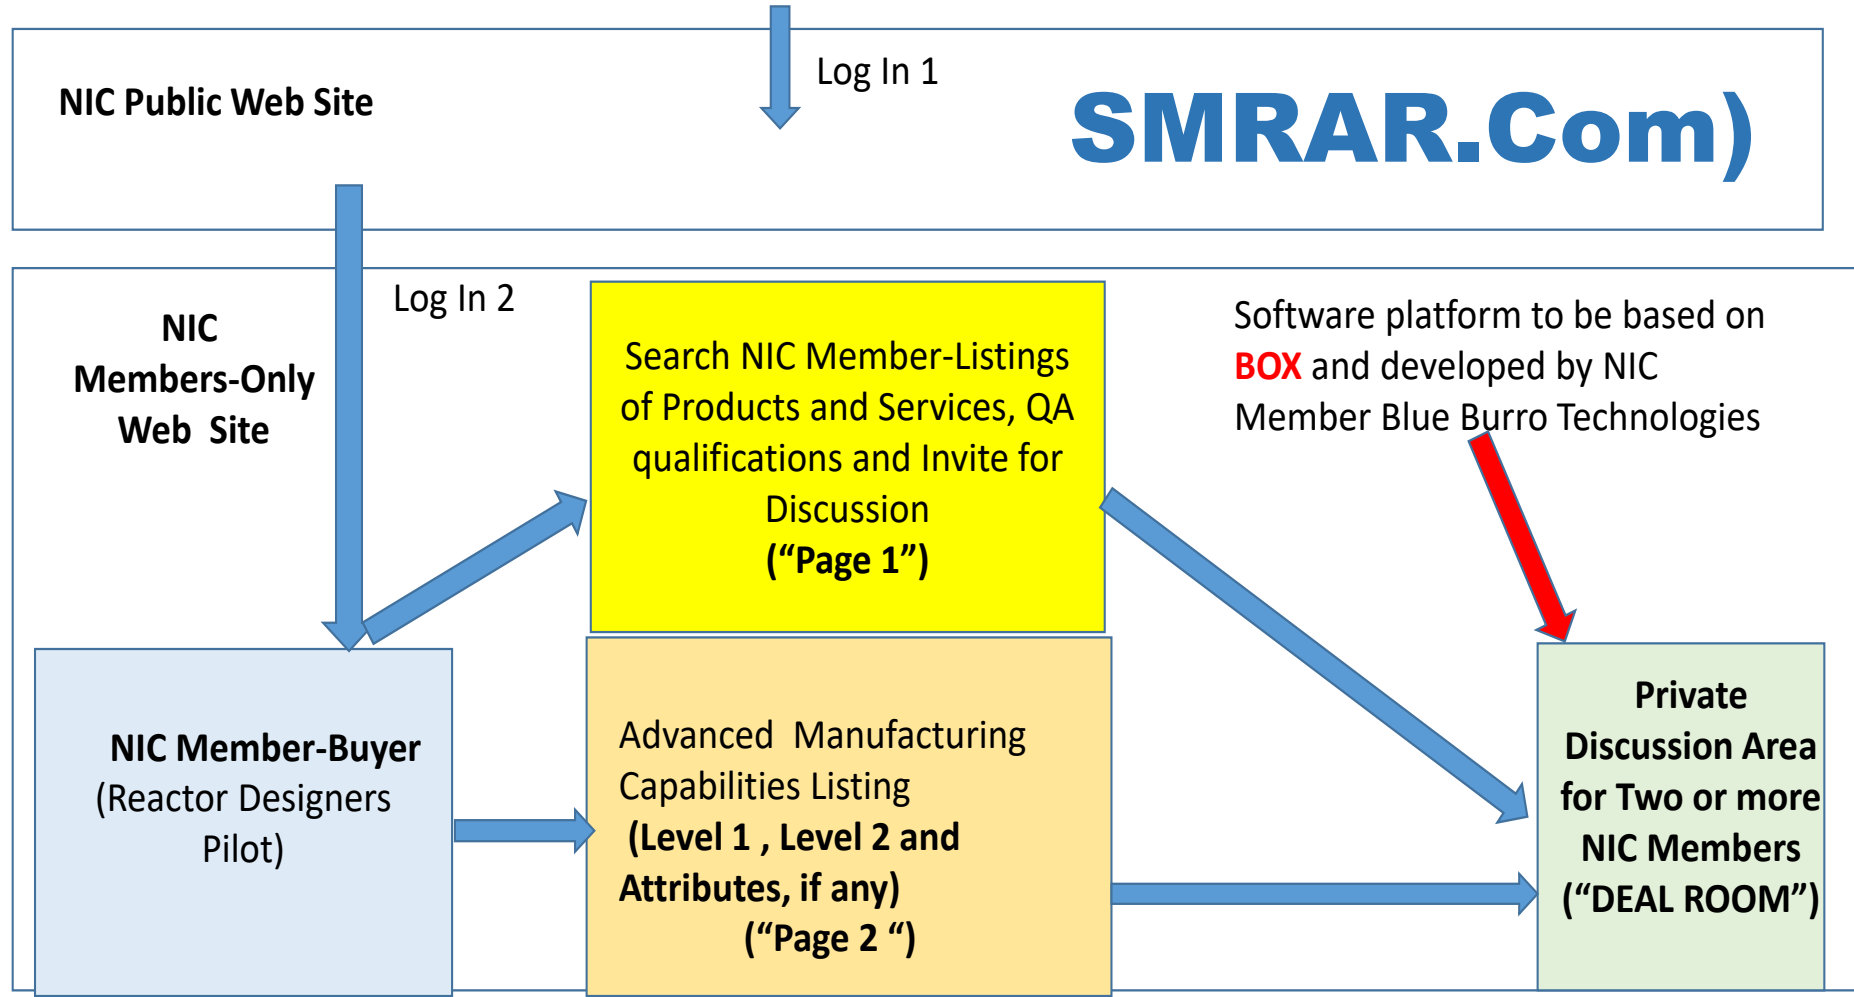 Log In 1
NIC Public Web Site
SMRAR.Com)
Log In 2
NIC
Members-Only
Web Site
Search NIC Member-Listings
of Products and Services, QA
qualifications and Invite for
Discussion
(“Page 1”)
Software platform to be based on
BOX and developed by NIC
Member Blue Burro Technologies
NIC Member-Buyer
(Reactor Designers
Pilot)
Advanced Manufacturing
Capabilities Listing
(Level 1 , Level 2 and
Attributes, if any)
(“Page 2 “)
Private
Discussion Area
for Two or more
NIC Members
(“DEAL ROOM”)